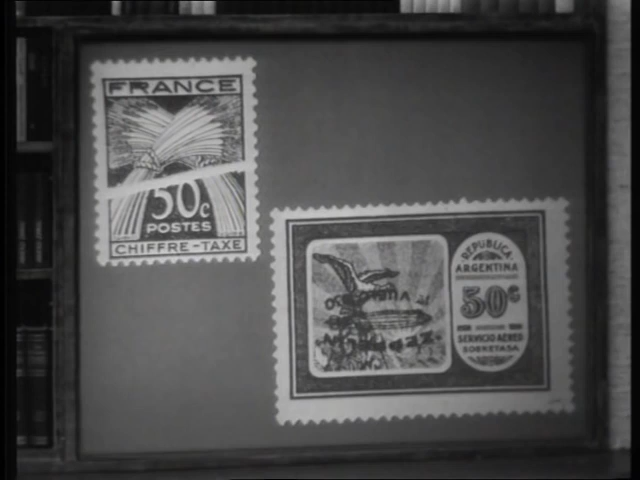 FRANCE
50c
POSTES
CHIFFRE-TAXE
REPUBLICA
ARGENTINA
50c
SERVICIO AEREO
SOBRETASA